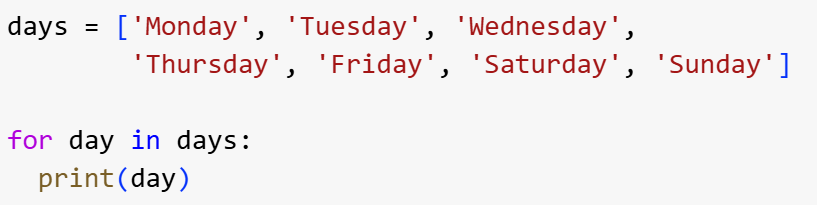 days = ['Monday', 'Tuesday', 'Wednesday',
        'Thursday', 'Friday', 'Saturday', 'Sunday']

for day in days:
  print(day)